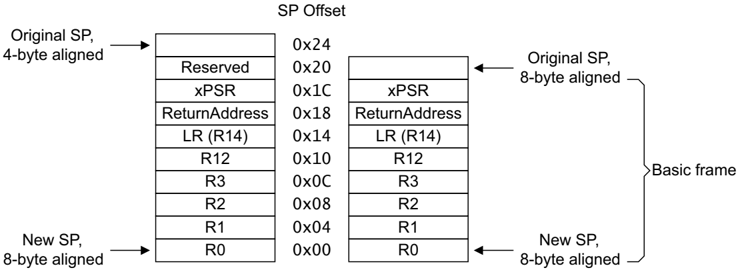 SP Offset
Original SP,
4-byte aligned
0x24
Reserved 0x20
Original SP,
8-byte aligned
xPSR 0x1C xPSR
ReturnAddress 0x18 ReturnAddress
LR (R14) 0x14 LR (R14)
R12 0x10 R12
Basic frame
R3 0x0C R3
R2 0x08 R2
R1 0x04 R1
New SP,
8-byte aligned
R0 0x00 R0
New SP,
8-byte aligned